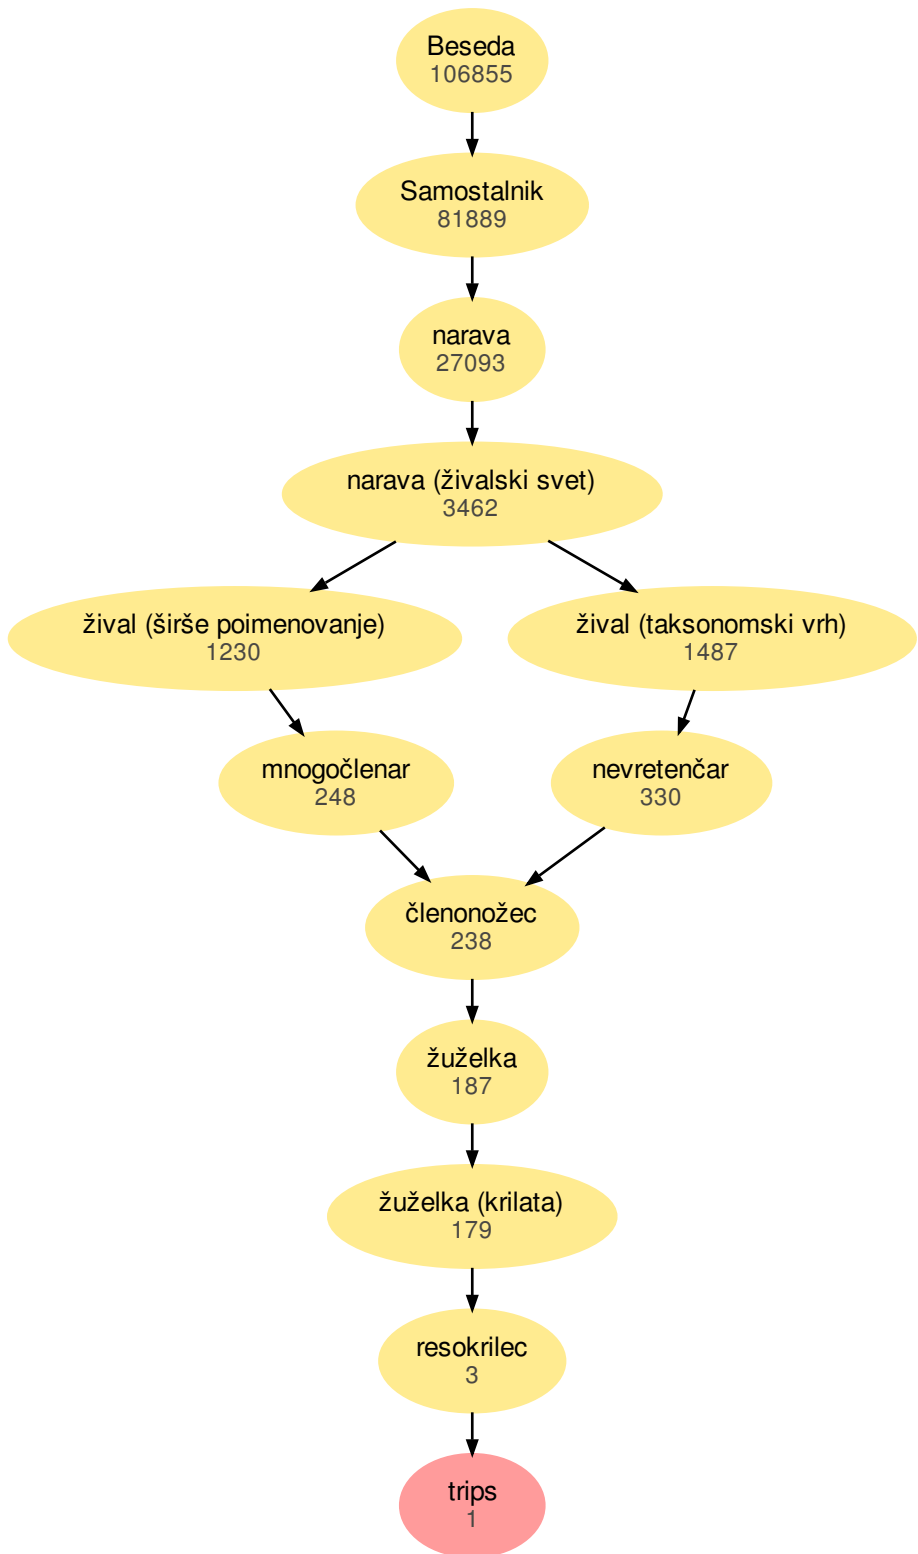 Beseda
106855
Samostalnik
81889
narava
27093
narava (živalski svet)
3462
žival (širše poimenovanje)
1230
žival (taksonomski vrh)
1487
mnogočlenar
248
nevretenčar
330
členonožec
238
žuželka
187
žuželka (krilata)
179
resokrilec
3
trips
1